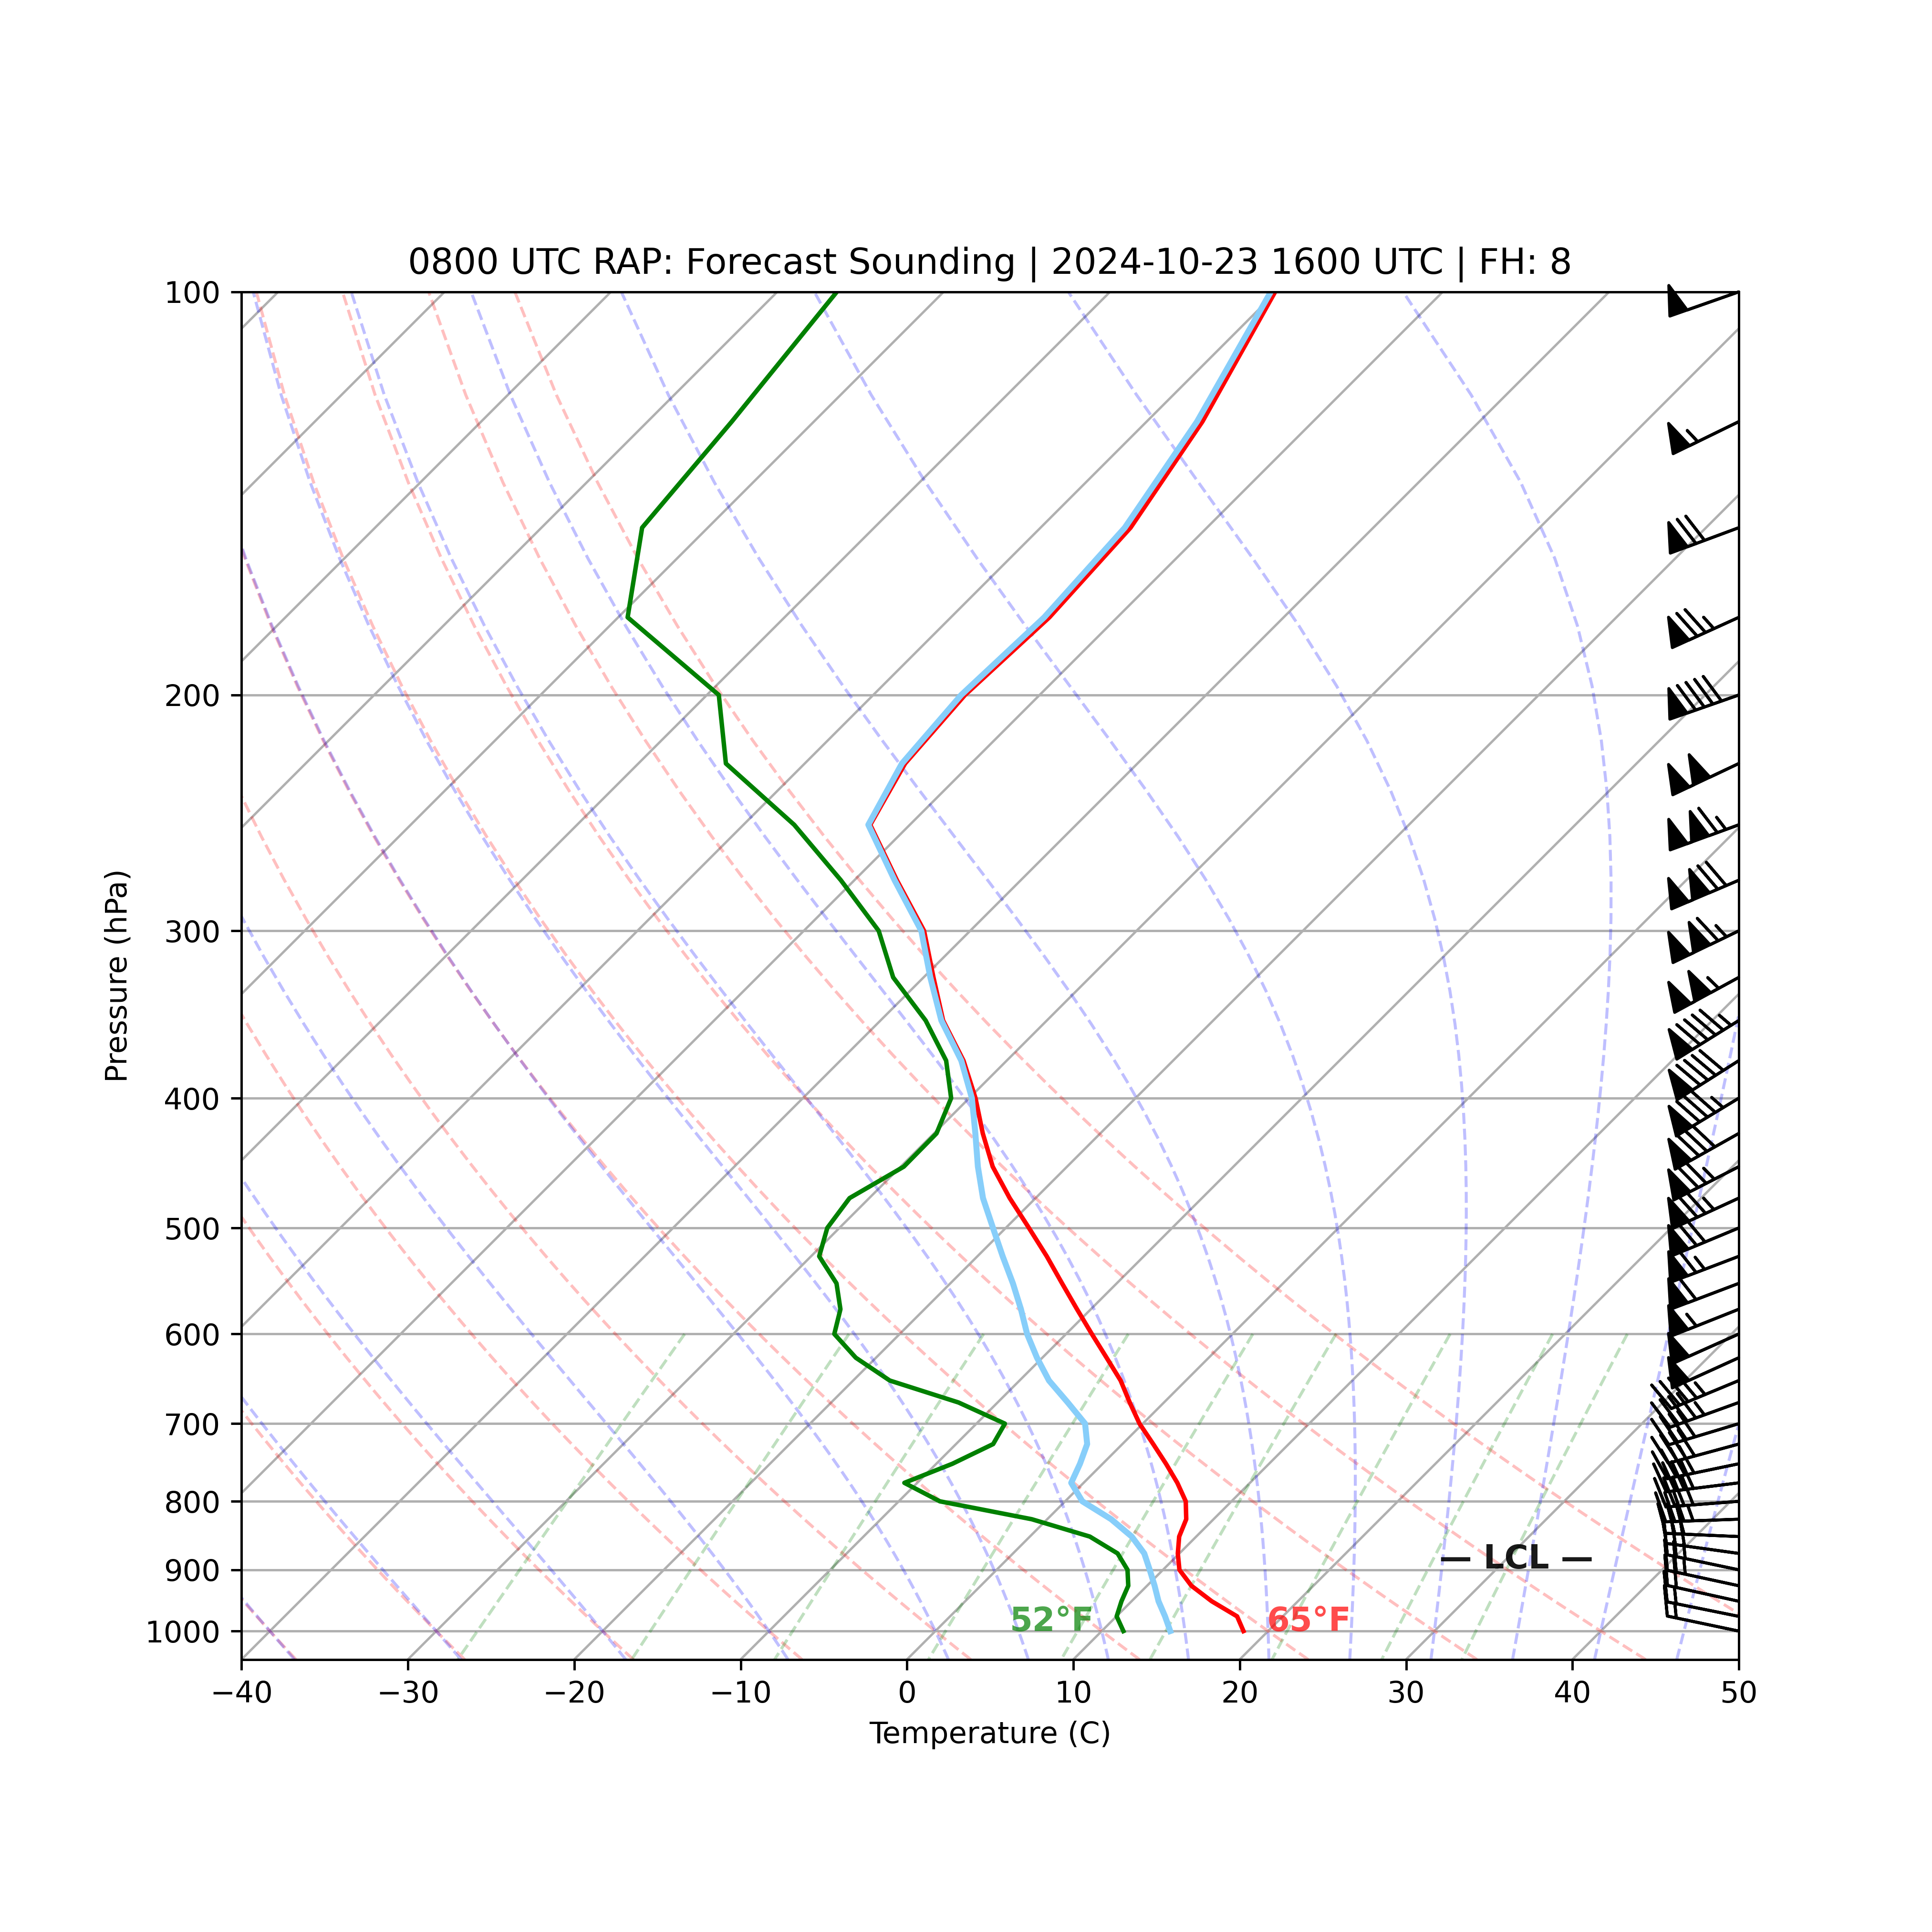 0800 UTC RAP: Forecast Sounding | 2024-10-23 1600 UTC | FH: 8
100
200
300
400
500
600
700
800
900
1000
Pressure (hPa)
— LCL —
52°F
65°F
−40 −30 −20 −10 0 10 20 30 40 50
Temperature (C)